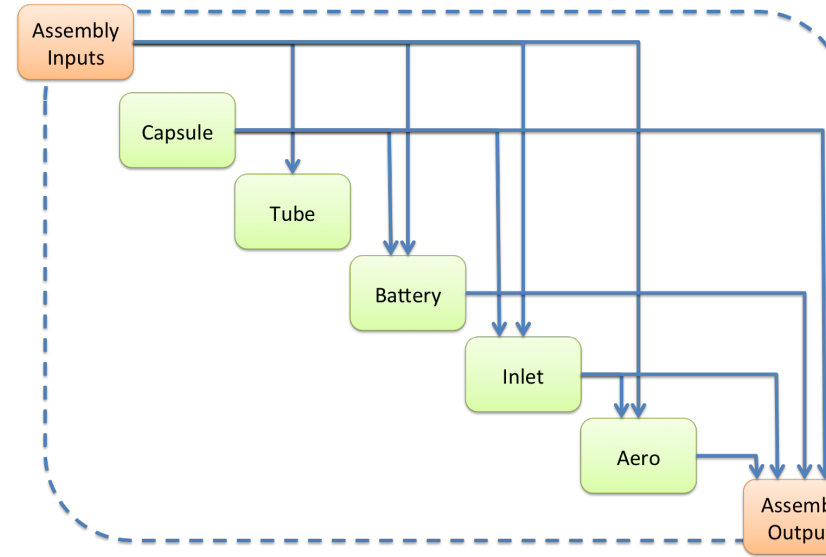 Assembly
Inputs
Capsule
Tube
Battery
Inlet
Aero